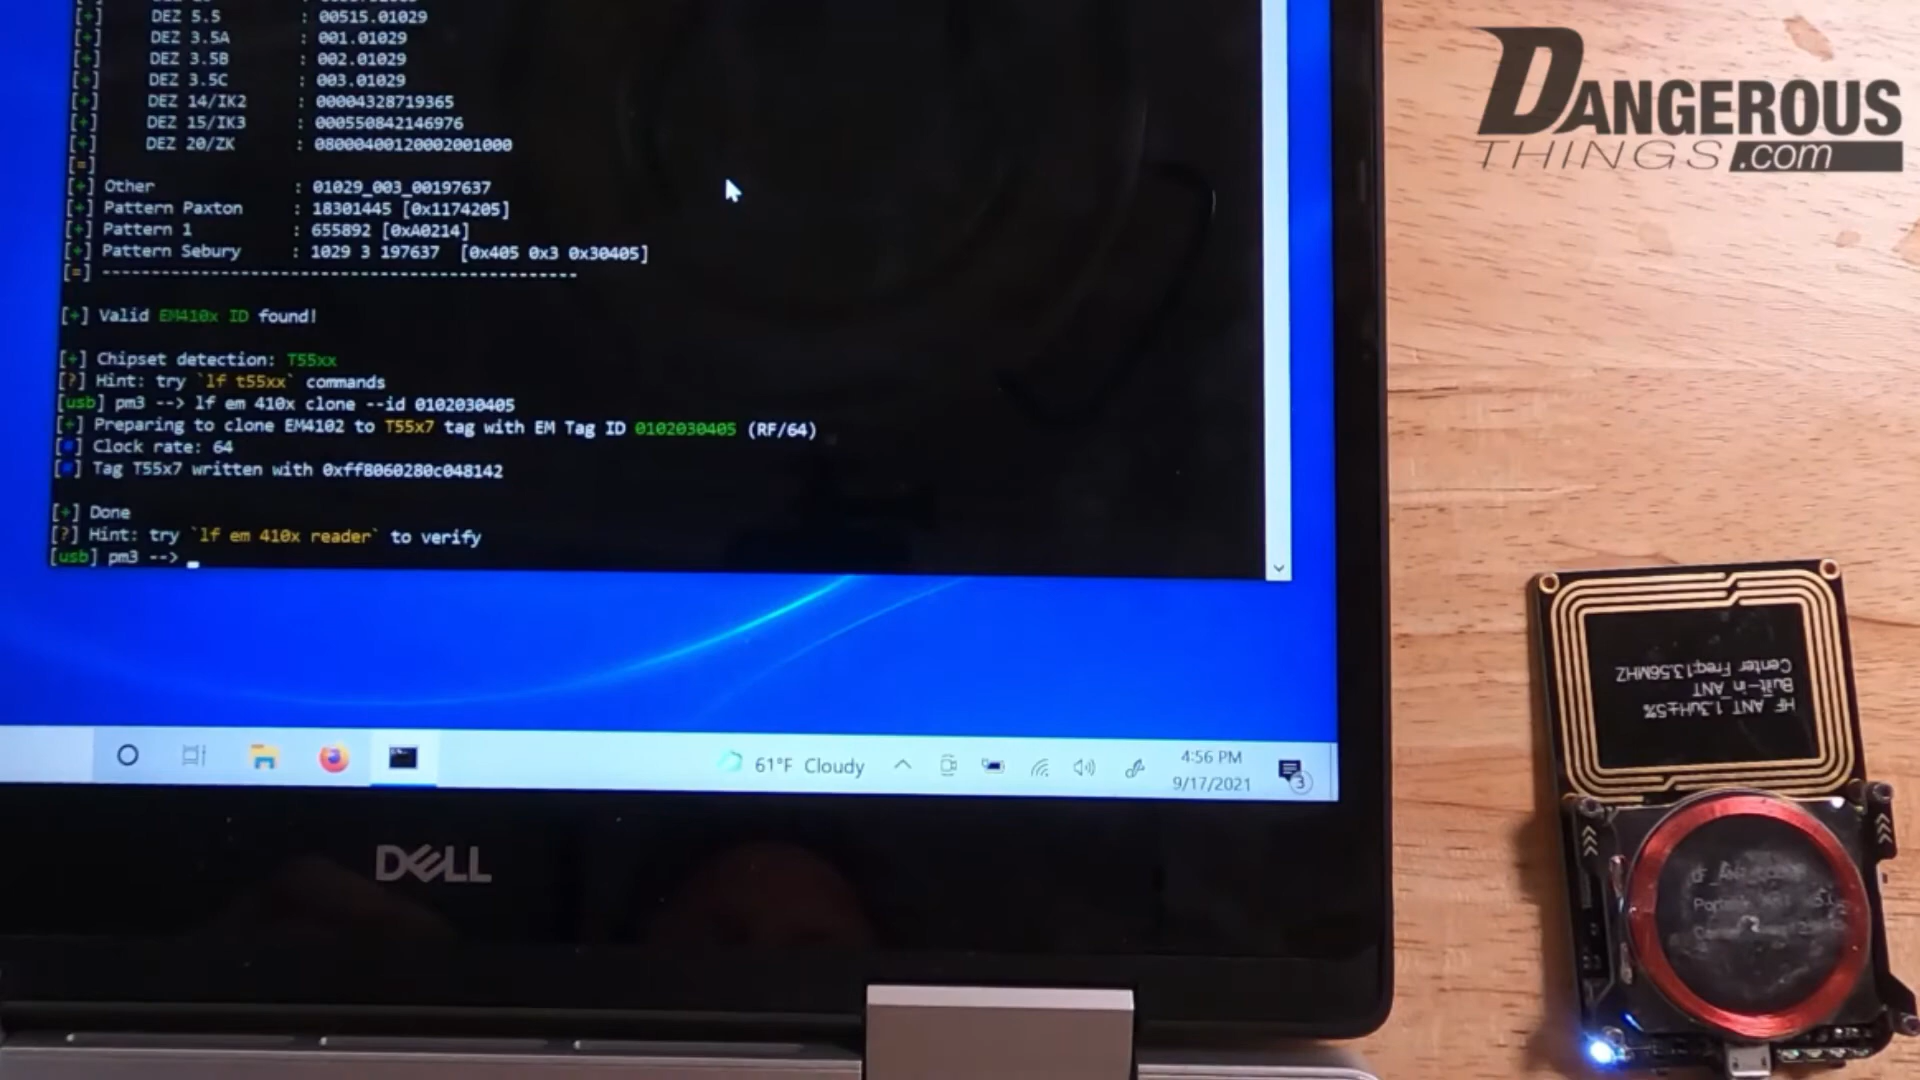 [+] DEZ 5.5 : 00515.01029
[+] DEZ 3.5A : 001.01029
[+] DEZ 3.5B : 002.01029
[+] DEZ 3.5C : 003.01029
[+] DEZ 14/IK2 : 00004328719365
[+] DEZ 15/IK3 : 000550842146976
[+] DEZ 20/ZK : 08000400120002001000
[=]
[+] Other : 01029_003_00197637
[+] Pattern Paxton : 18301445 [0x1174205]
[+] Pattern 1 : 655892 [0xA0214]
[+] Pattern Sebury : 1029 3 197637 [0x405 0x3 0x30405]
[=] ------------------------------------------------
[+] Valid EM410x ID found!
[+] Chipset detection: T55xx
[?] Hint: try `lf t55xx` commands
[usb] pm3 --> lf em 410x clone --id 0102030405
[+] Preparing to clone EM4102 to T55x7 tag with EM Tag ID 0102030405 (RF/64)
[#] Clock rate: 64
[#] Tag T55x7 written with 0xff8060280c048142
[+] Done
[?] Hint: try `lf em 410x reader` to verify
[usb] pm3 -->
61°F Cloudy
4:56 PM
9/17/2021
3
DELL
DANGEROUS
THINGS.com
HF ANT 1.3uH±5%
Built-in ANT
Center Freq:13.56MHZ